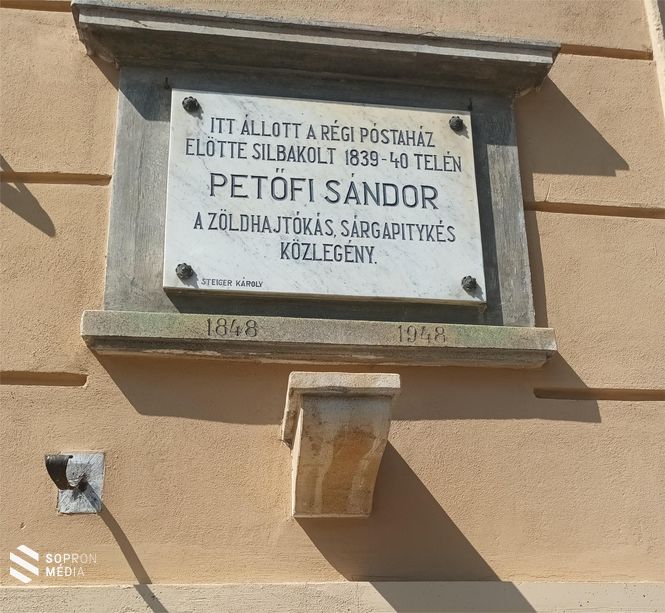 ITT ÁLLOTT A RÉGI PÓSTAHÁZ
ELŐTTE SILBAKOLT 1839-40 TELÉN
PETŐFI SÁNDOR
A ZÖLDHAJTÓKÁS, SÁRGAPITYKÉS
KÖZLEGÉNY.
STEIGER KÁROLY
1848 1948
SOPRON
MÉDIA